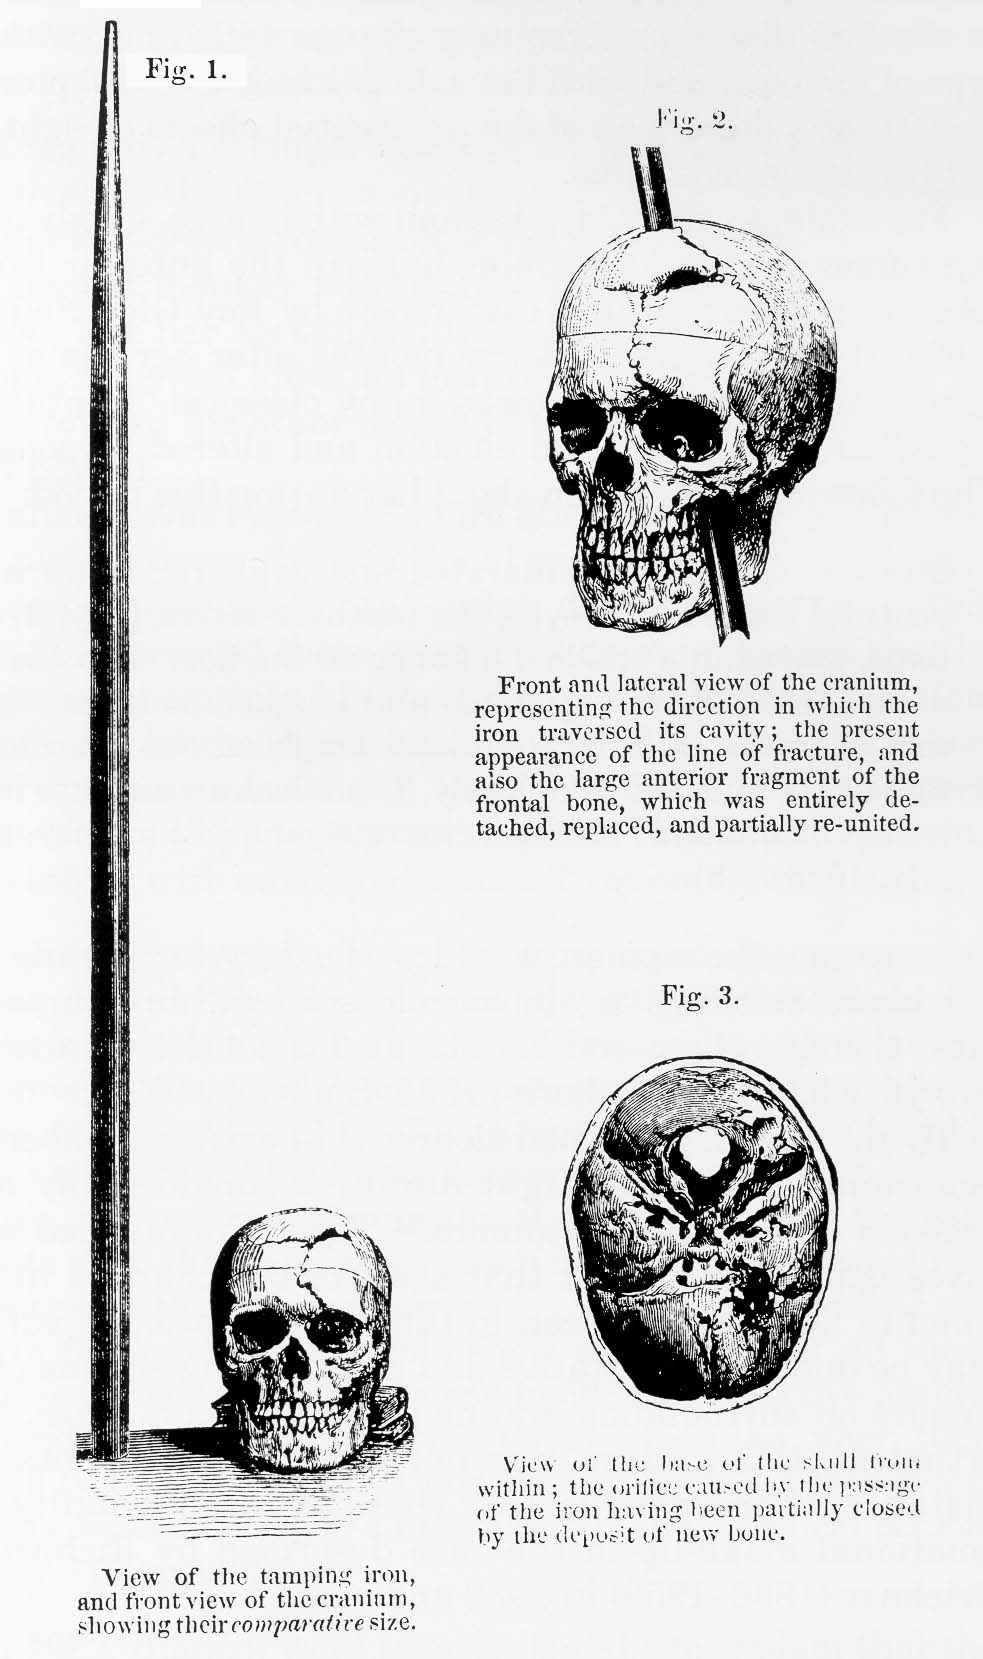 Fig. 1.
View of the tamping iron,
and front view of the cranium,
showing their comparative size.
Fig. 2.
Front and lateral view of the cranium,
representing the direction in which the
iron traversed its cavity; the present
appearance of the line of fracture, and
also the large anterior fragment of the
frontal bone, which was entirely de-
tached, replaced, and partially re-united.
Fig. 3.
View of the base of the skull from
within; the orifice caused by the passage
of the iron having been partially closed
by the deposit of new bone.